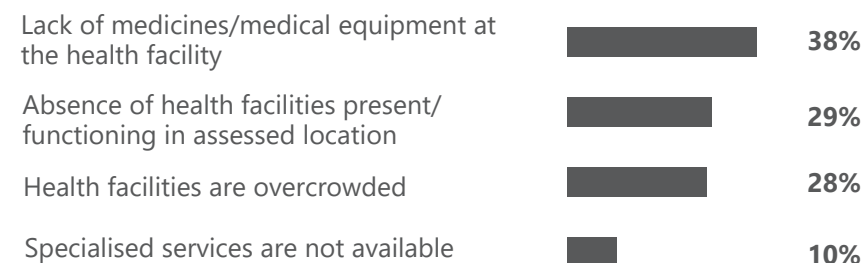 Lack of medicines/medical equipment at
the health facility
38%
Absence of health facilities present/
functioning in assessed location
29%
Health facilities are overcrowded
28%
Specialised services are not available
10%